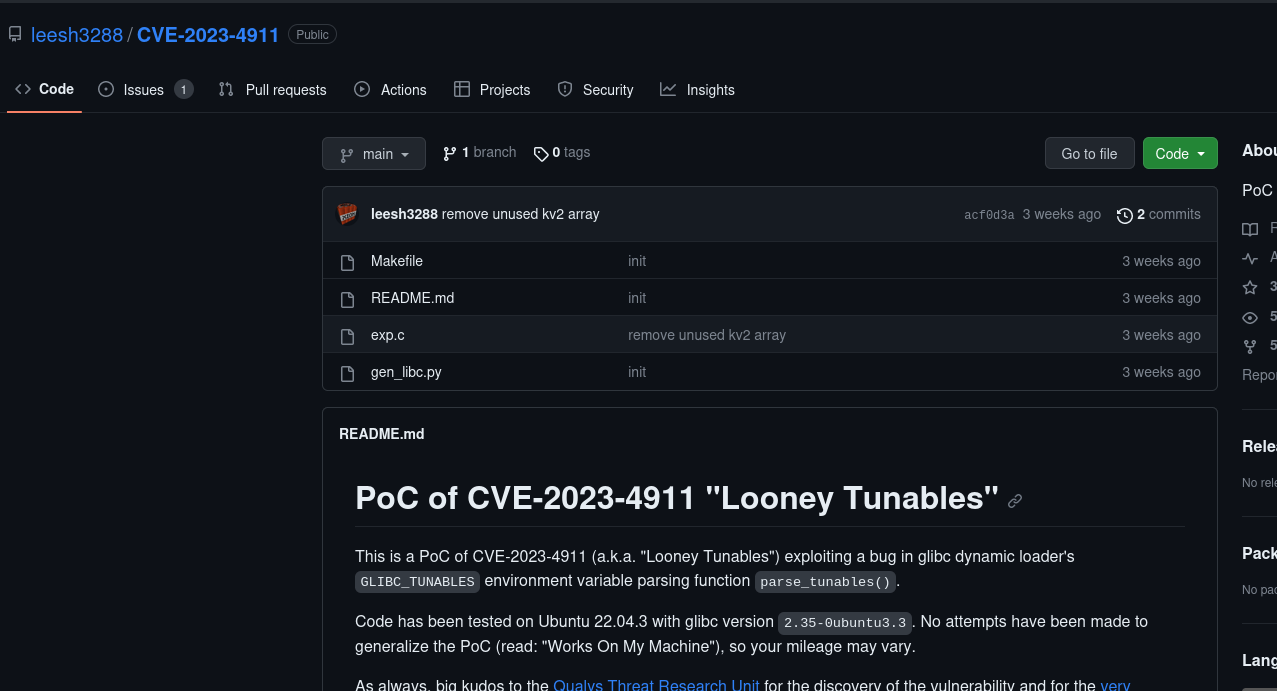 leesh3288 / CVE-2023-4911 Public
Code Issues 1 Pull requests Actions Projects Security Insights
main 1 branch 0 tags Go to file Code
leesh3288 remove unused kv2 array acf0d3a 3 weeks ago 2 commits
Makefile init 3 weeks ago
README.md init 3 weeks ago
exp.c remove unused kv2 array 3 weeks ago
gen_libc.py init 3 weeks ago
README.md
PoC of CVE-2023-4911 "Looney Tunables"
This is a PoC of CVE-2023-4911 (a.k.a. "Looney Tunables") exploiting a bug in glibc dynamic loader's
GLIBC_TUNABLES environment variable parsing function parse_tunables().
Code has been tested on Ubuntu 22.04.3 with glibc version 2.35-0ubuntu3.3. No attempts have been made to
generalize the PoC (read: "Works On My Machine"), so your mileage may vary.
As always, big kudos to the Qualys Threat Research Unit for the discovery of the vulnerability and for the very
Abou
PoC
R
A
3
5
5
Repor
Relea
No rele
Pack
No pac
Lang